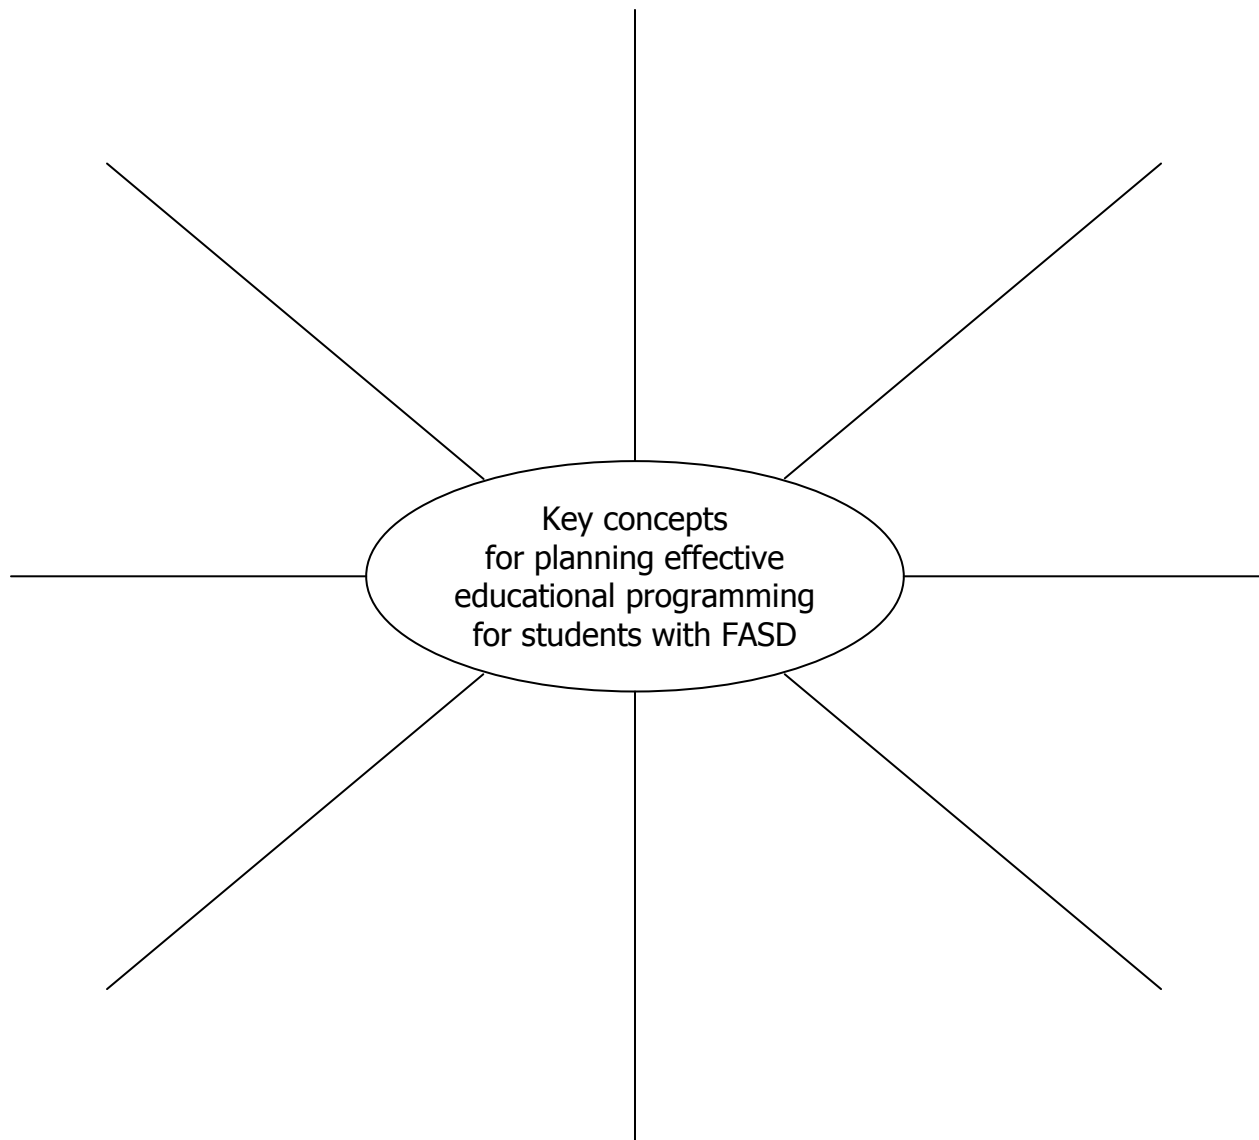 Key concepts
for planning effective
educational programming
for students with FASD